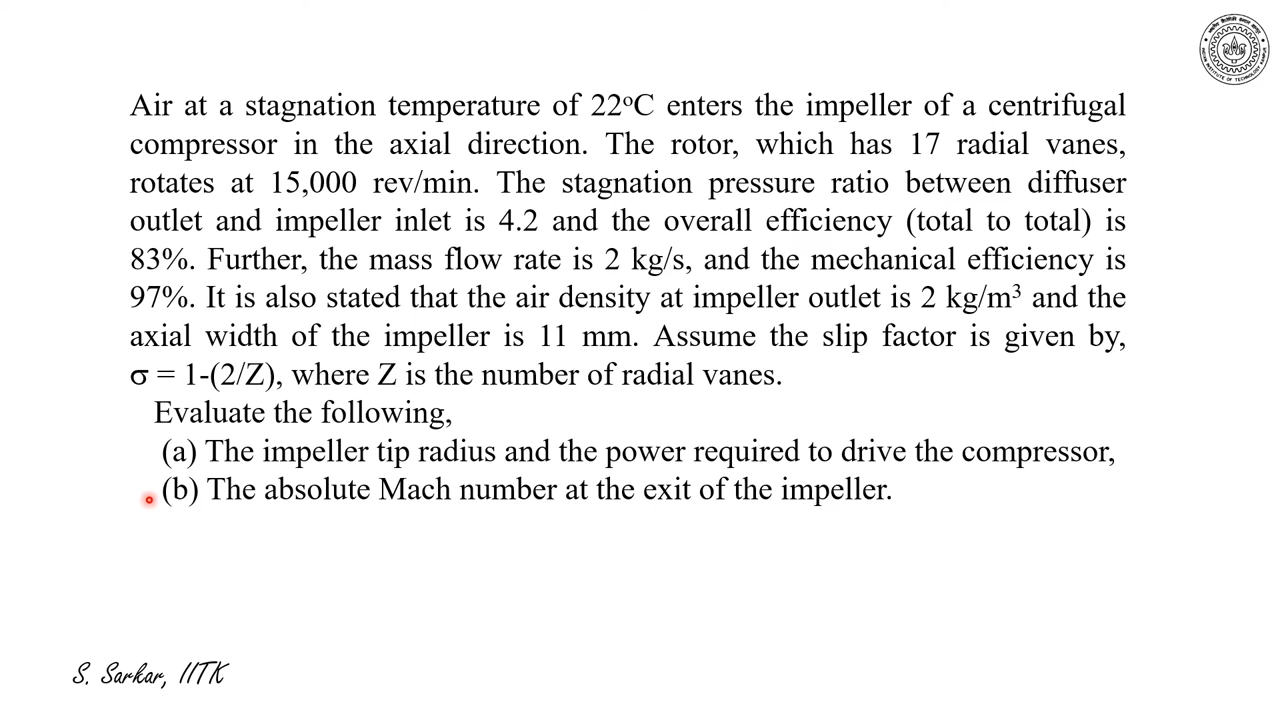 Air at a stagnation temperature of 22°C enters the impeller of a centrifugal
compressor in the axial direction. The rotor, which has 17 radial vanes,
rotates at 15,000 rev/min. The stagnation pressure ratio between diffuser
outlet and impeller inlet is 4.2 and the overall efficiency (total to total) is
83%. Further, the mass flow rate is 2 kg/s, and the mechanical efficiency is
97%. It is also stated that the air density at impeller outlet is 2 kg/m³ and the
axial width of the impeller is 11 mm. Assume the slip factor is given by,
σ = 1-(2/Z), where Z is the number of radial vanes.
Evaluate the following,
(a) The impeller tip radius and the power required to drive the compressor,
(b) The absolute Mach number at the exit of the impeller.
S. Sarkar, IITK